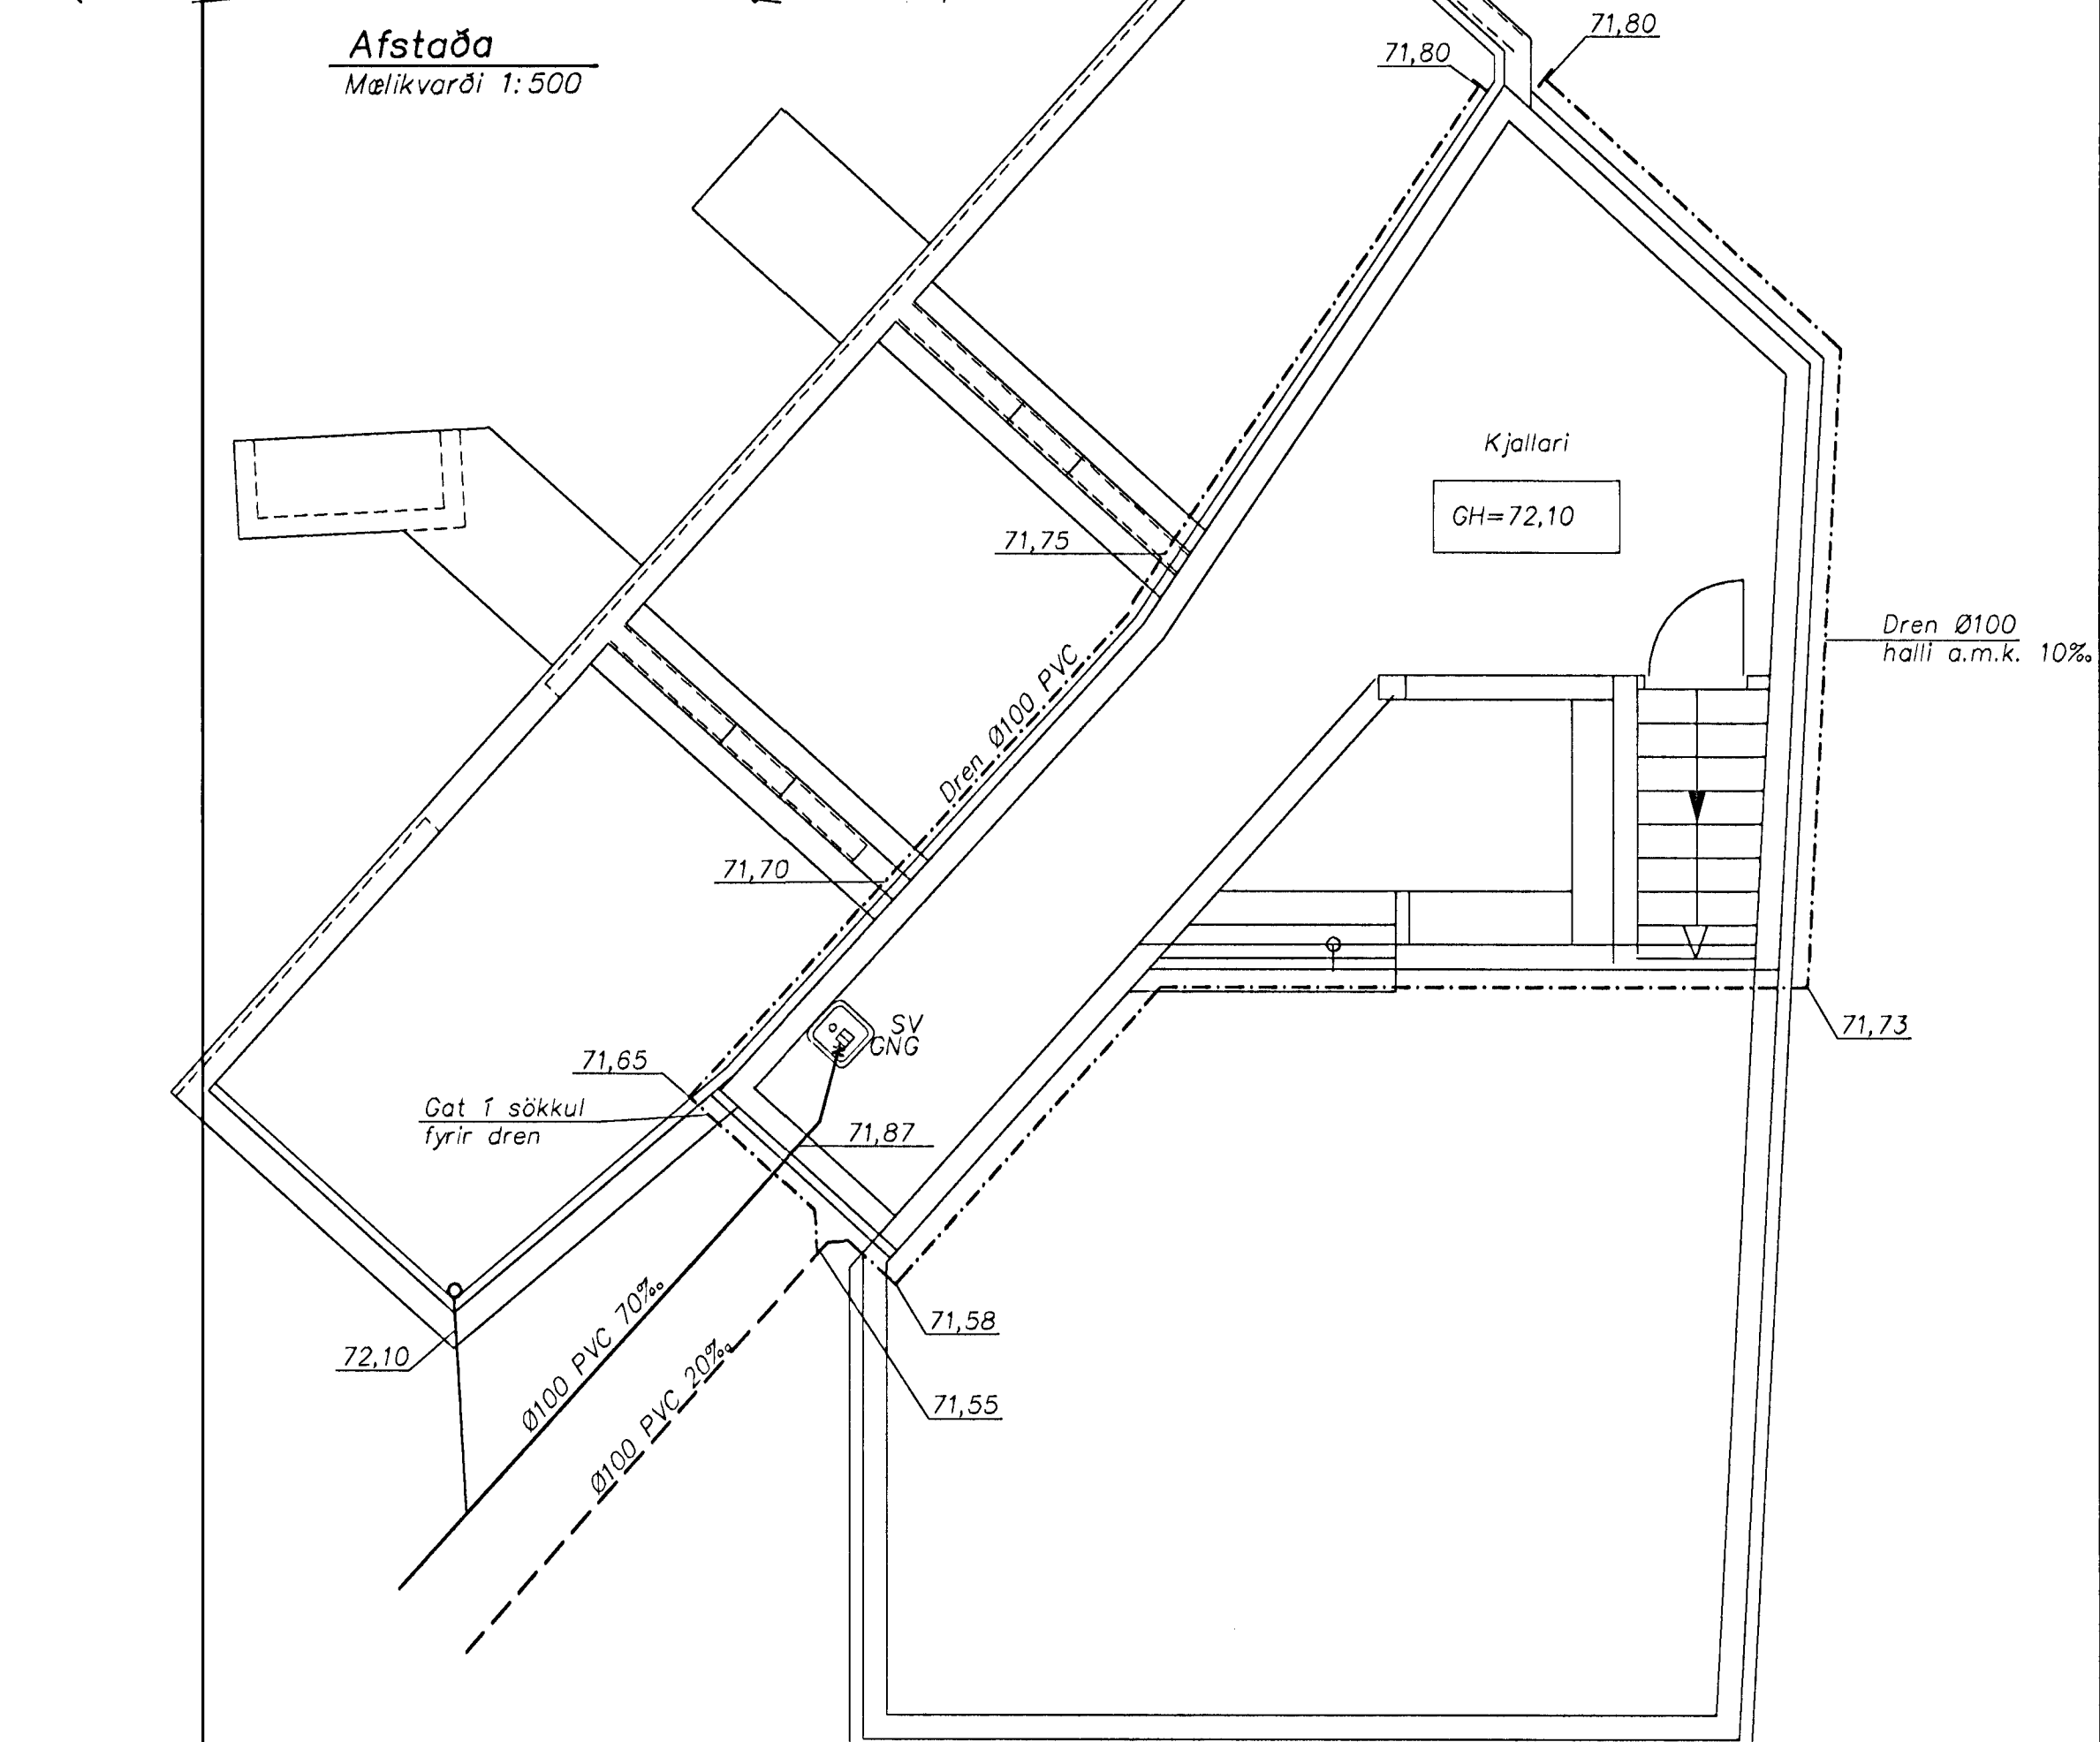 Afstaða
Mælikvarði 1:500
71,80
71,80
Kjallari
GH=72,10
71,75
Dren Ø100
halli a.m.k. 10‰
Dren Ø100 PVC
71,70
71,73
SV
GNG
71,65
Gat í sökkul
fyrir dren
71,87
71,58
72,10
Ø100 PVC 70‰
Ø100 PVC 20‰
71,55